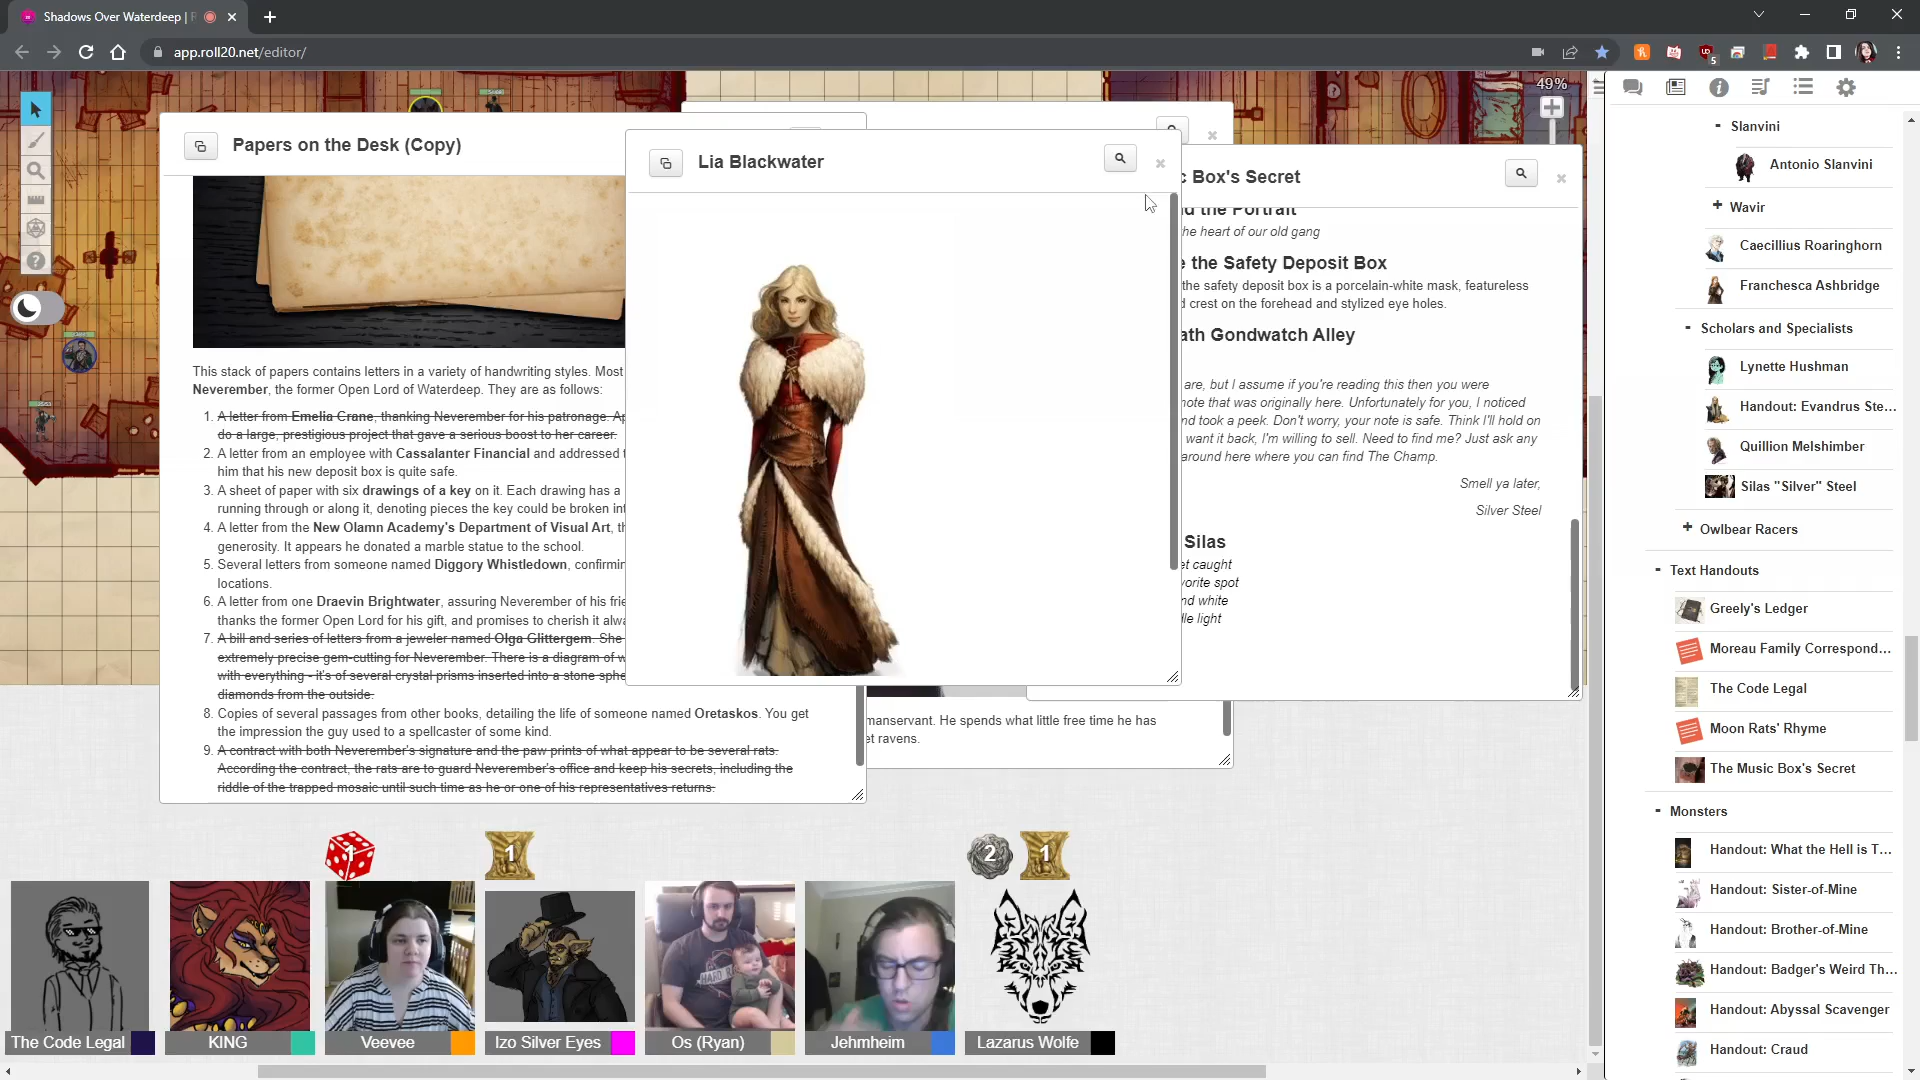 Shadows Over Waterdeep |
app.roll20.net/editor/
5
49%
Papers on the Desk (Copy)
This stack of papers contains letters in a variety of handwriting styles. Most
Neverember, the former Open Lord of Waterdeep. They are as follows:
1. A letter from Emelia Crane, thanking Neverember for his patronage. Ap
do a large, prestigious project that gave a serious boost to her career.
2. A letter from an employee with Cassalanter Financial and addressed t
him that his new deposit box is quite safe.
3. A sheet of paper with six drawings of a key on it. Each drawing has a
running through or along it, denoting pieces the key could be broken int
4. A letter from the New Olamn Academy's Department of Visual Art, th
generosity. It appears he donated a marble statue to the school.
5. Several letters from someone named Diggory Whistledown, confirmin
locations.
6. A letter from one Draevin Brightwater, assuring Neverember of his frie
thanks the former Open Lord for his gift, and promises to cherish it alwa
7. A bill and series of letters from a jeweler named Olga Glittergem. She
extremely precise gem-cutting for Neverember. There is a diagram of w
with everything - it's of several crystal prisms inserted into a stone sphe
diamonds from the outside.
8. Copies of several passages from other books, detailing the life of someone named Oretaskos. You get
the impression the guy used to a spellcaster of some kind.
9. A contract with both Neverember's signature and the paw prints of what appear to be several rats.
According the contract, the rats are to guard Neverember's office and keep his secrets, including the
riddle of the trapped mosaic until such time as he or one of his representatives returns.
Lia Blackwater
manservant. He spends what little free time he has
et ravens.
c Box's Secret
d the Portrait
he heart of our old gang
e the Safety Deposit Box
the safety deposit box is a porcelain-white mask, featureless
d crest on the forehead and stylized eye holes.
ath Gondwatch Alley
are, but I assume if you're reading this then you were
note that was originally here. Unfortunately for you, I noticed
nd took a peek. Don't worry, your note is safe. Think I'll hold on
want it back, I'm willing to sell. Need to find me? Just ask any
around here where you can find The Champ.
Smell ya later,
Silver Steel
Silas
et caught
vorite spot
nd white
dle light
Slanvini
Antonio Slanvini
Wavir
Caecillius Roaringhorn
Franchesca Ashbridge
Scholars and Specialists
Lynette Hushman
Handout: Evandrus Ste...
Quillion Melshimber
Silas "Silver" Steel
Owlbear Racers
Text Handouts
Greely's Ledger
Moreau Family Correspond...
The Code Legal
Moon Rats' Rhyme
The Music Box's Secret
Monsters
Handout: What the Hell is T...
Handout: Sister-of-Mine
Handout: Brother-of-Mine
Handout: Badger's Weird Th...
Handout: Abyssal Scavenger
Handout: Craud
1
1
2
1
The Code Legal
KING
Veevee
Izo Silver Eyes
Os (Ryan)
Jehmheim
Lazarus Wolfe